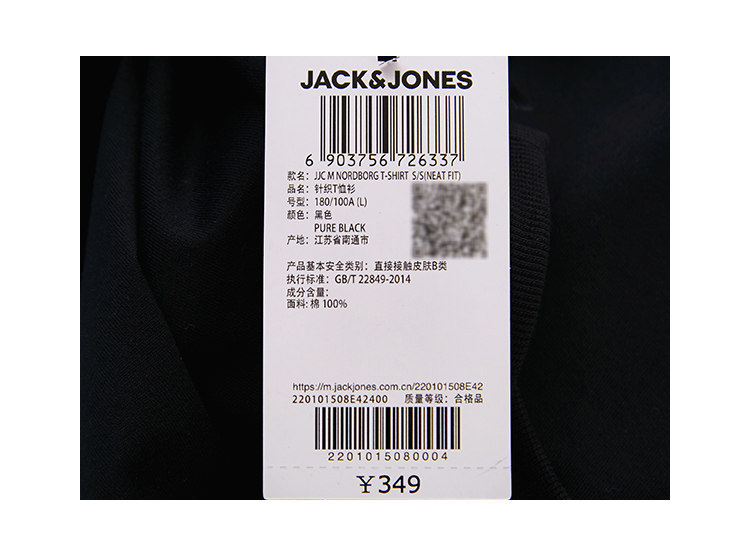 JACK&JONES
6 903756 726337
款名: JJC M NORDBORG T-SHIRT S/S(NEAT FIT)
品名: 针织T恤衫
号型: 180/100A (L)
颜色: 黑色
PURE BLACK
产地: 江苏省南通市
产品基本安全类别: 直接接触皮肤B类
执行标准: GB/T 22849-2014
成分含量:
面料: 棉 100%
https://m.jackjones.com.cn/220101508E42
220101508E42400 质量等级: 合格品
2201015080004
¥349